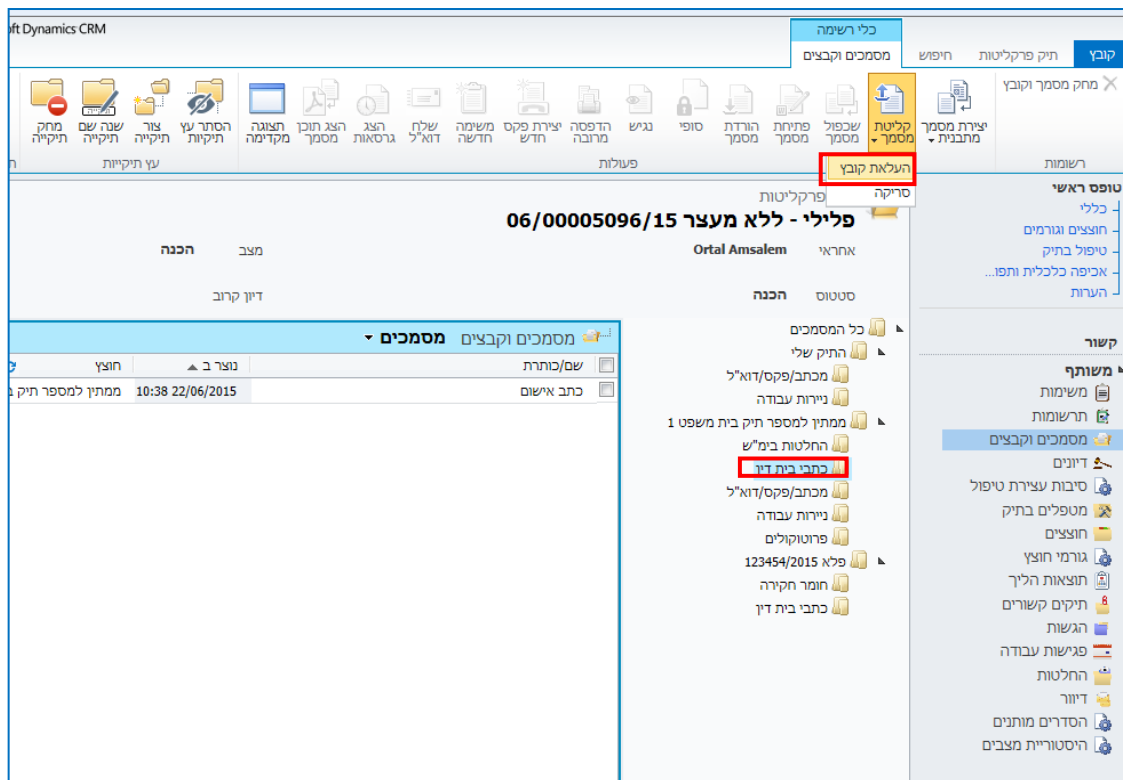 oft Dynamics CRM
כלי רשימה
קובץ תיק פרקליטות חיפוש מסמכים וקבצים
מחק מסמך וקובץ
יצירת מסמך מתבנית
קליטת מסמך
שכפול מסמך
פתיחת מסמך
הורדת מסמך
סופי
נגיש
הדפסה מרובה
יצירת פקס חדש
משימה חדשה
שלח דוא"ל
הצג גרסאות
הצג תוכן מסמך
תצוגה מקדימה
הסתר עץ תיקיות
צור תיקייה
שנה שם תיקייה
מחק תיקייה
רשומות פעולות עץ תיקייות
העלאת קובץ
סריקה
טופס ראשי
כללי
חוצצים וגורמים
טיפול בתיק
אכיפה כלכלית ותפו...
הערות
קשור
משותף
משימות
תרשומות
מסמכים וקבצים
דיונים
סיבות עצירת טיפול
מטפלים בתיק
חוצצים
גורמי חוצץ
תוצאות הליך
תיקים קשורים
הגשות
פגישות עבודה
החלטות
דיוור
הסדרים מותנים
היסטוריית מצבים
פרקליטות
פלילי - ללא מעצר 06/00005096/15
אחראי Ortal Amsalem מצב הכנה
סטטוס הכנה דיון קרוב
כל המסמכים
התיק שלי
מכתב/פקס/דוא"ל
ניירות עבודה
ממתין למספר תיק בית משפט 1
החלטות בימ"ש
כתבי בית דין
מכתב/פקס/דוא"ל
ניירות עבודה
פרוטוקולים
פלא 123454/2015
חומר חקירה
כתבי בית דין
מסמכים וקבצים מסמכים
שם/כותרת נוצר ב חוצץ
כתב אישום 22/06/2015 10:38 ממתין למספר תיק ב